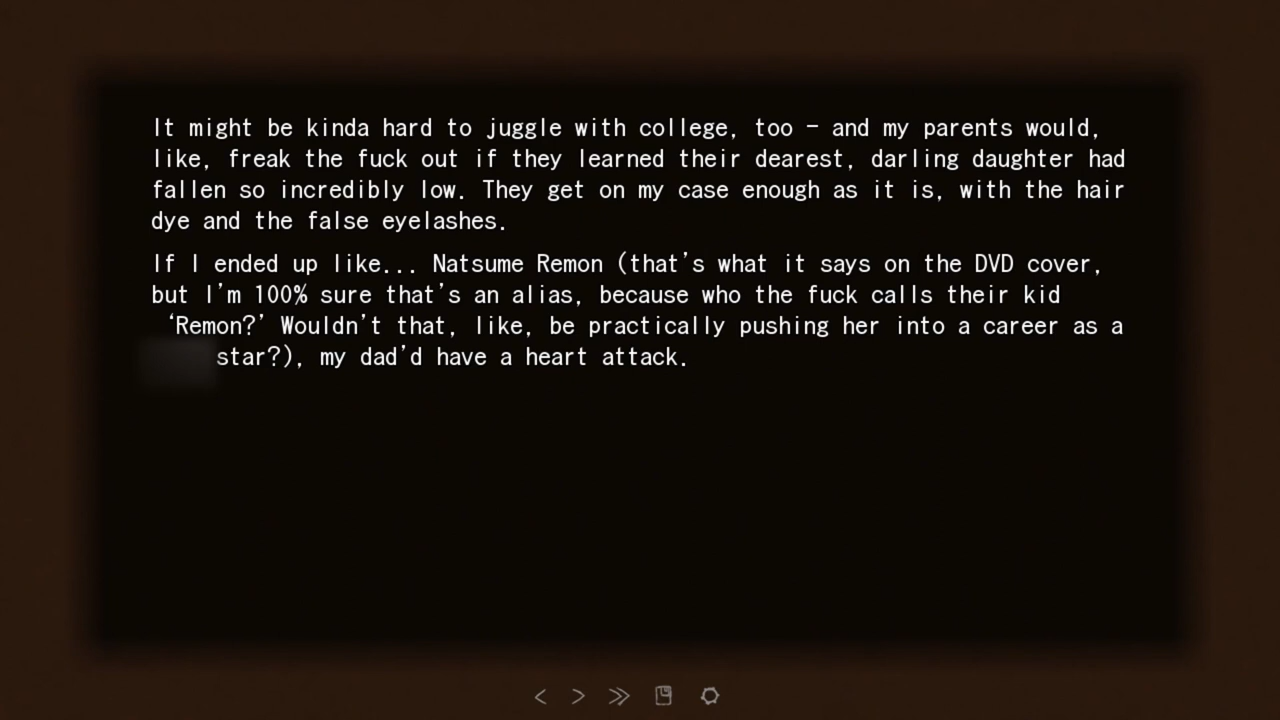 It might be kinda hard to juggle with college, too – and my parents would,
like, freak the fuck out if they learned their dearest, darling daughter had
fallen so incredibly low. They get on my case enough as it is, with the hair
dye and the false eyelashes.
If I ended up like... Natsume Remon (that’s what it says on the DVD cover,
but I’m 100% sure that’s an alias, because who the fuck calls their kid
‘Remon?’ Wouldn’t that, like, be practically pushing her into a career as a
star?), my dad’d have a heart attack.